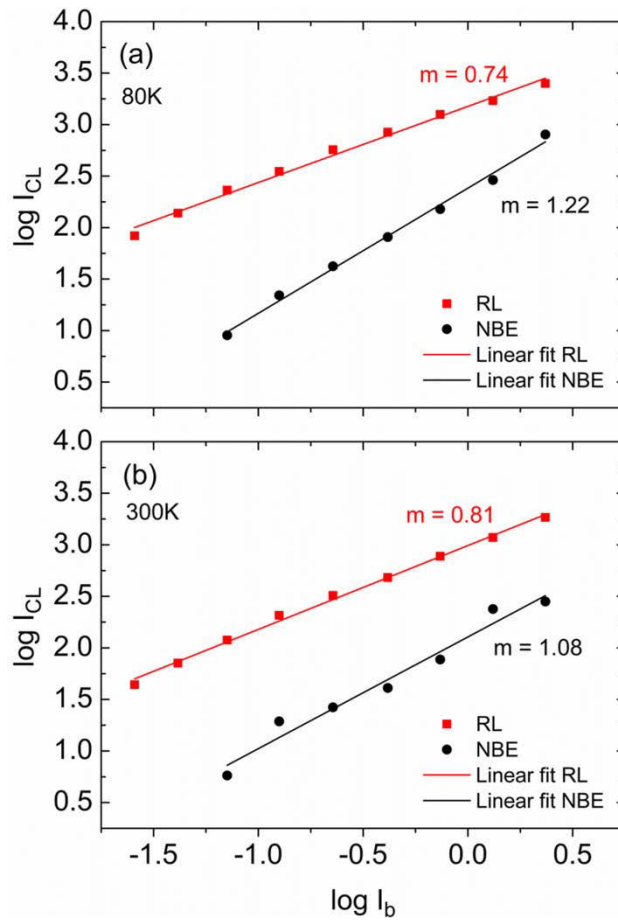 (a)
80K
m = 0.74
m = 1.22
RL
NBE
Linear fit RL
Linear fit NBE
4.0
3.5
3.0
2.5
2.0
1.5
1.0
0.5
log I_CL
(b)
300K
m = 0.81
m = 1.08
RL
NBE
Linear fit RL
Linear fit NBE
4.0
3.5
3.0
2.5
2.0
1.5
1.0
0.5
log I_CL
-1.5 -1.0 -0.5 0.0 0.5
log I_b